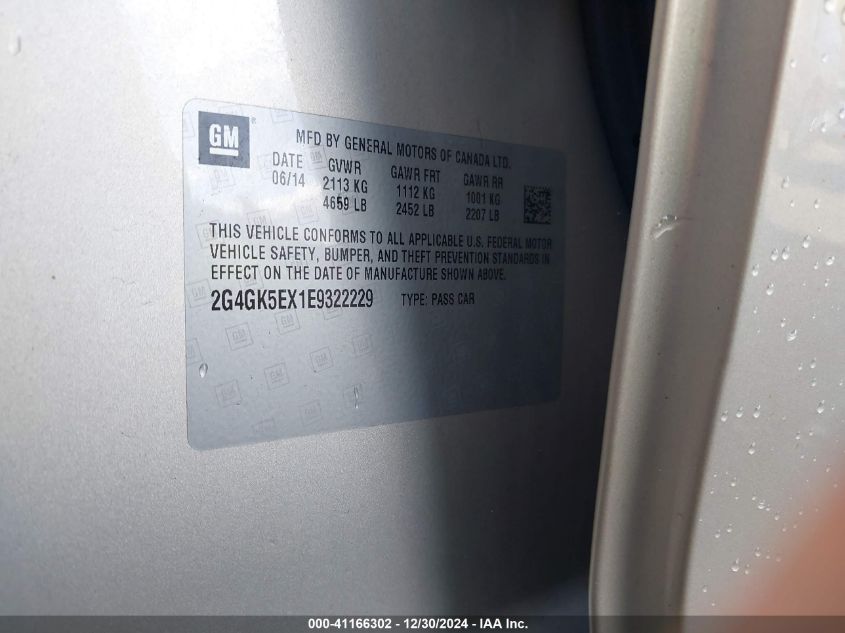 GM
MFD BY GENERAL MOTORS OF CANADA LTD.
DATE GVWR GAWR FRT GAWR RR
06/14 2113 KG 1112 KG 1001 KG
4659 LB 2452 LB 2207 LB
THIS VEHICLE CONFORMS TO ALL APPLICABLE U.S. FEDERAL MOTOR
VEHICLE SAFETY, BUMPER, AND THEFT PREVENTION STANDARDS IN
EFFECT ON THE DATE OF MANUFACTURE SHOWN ABOVE.
2G4GK5EX1E9322229 TYPE: PASS CAR
000-41166302 - 12/30/2024 - IAA Inc.